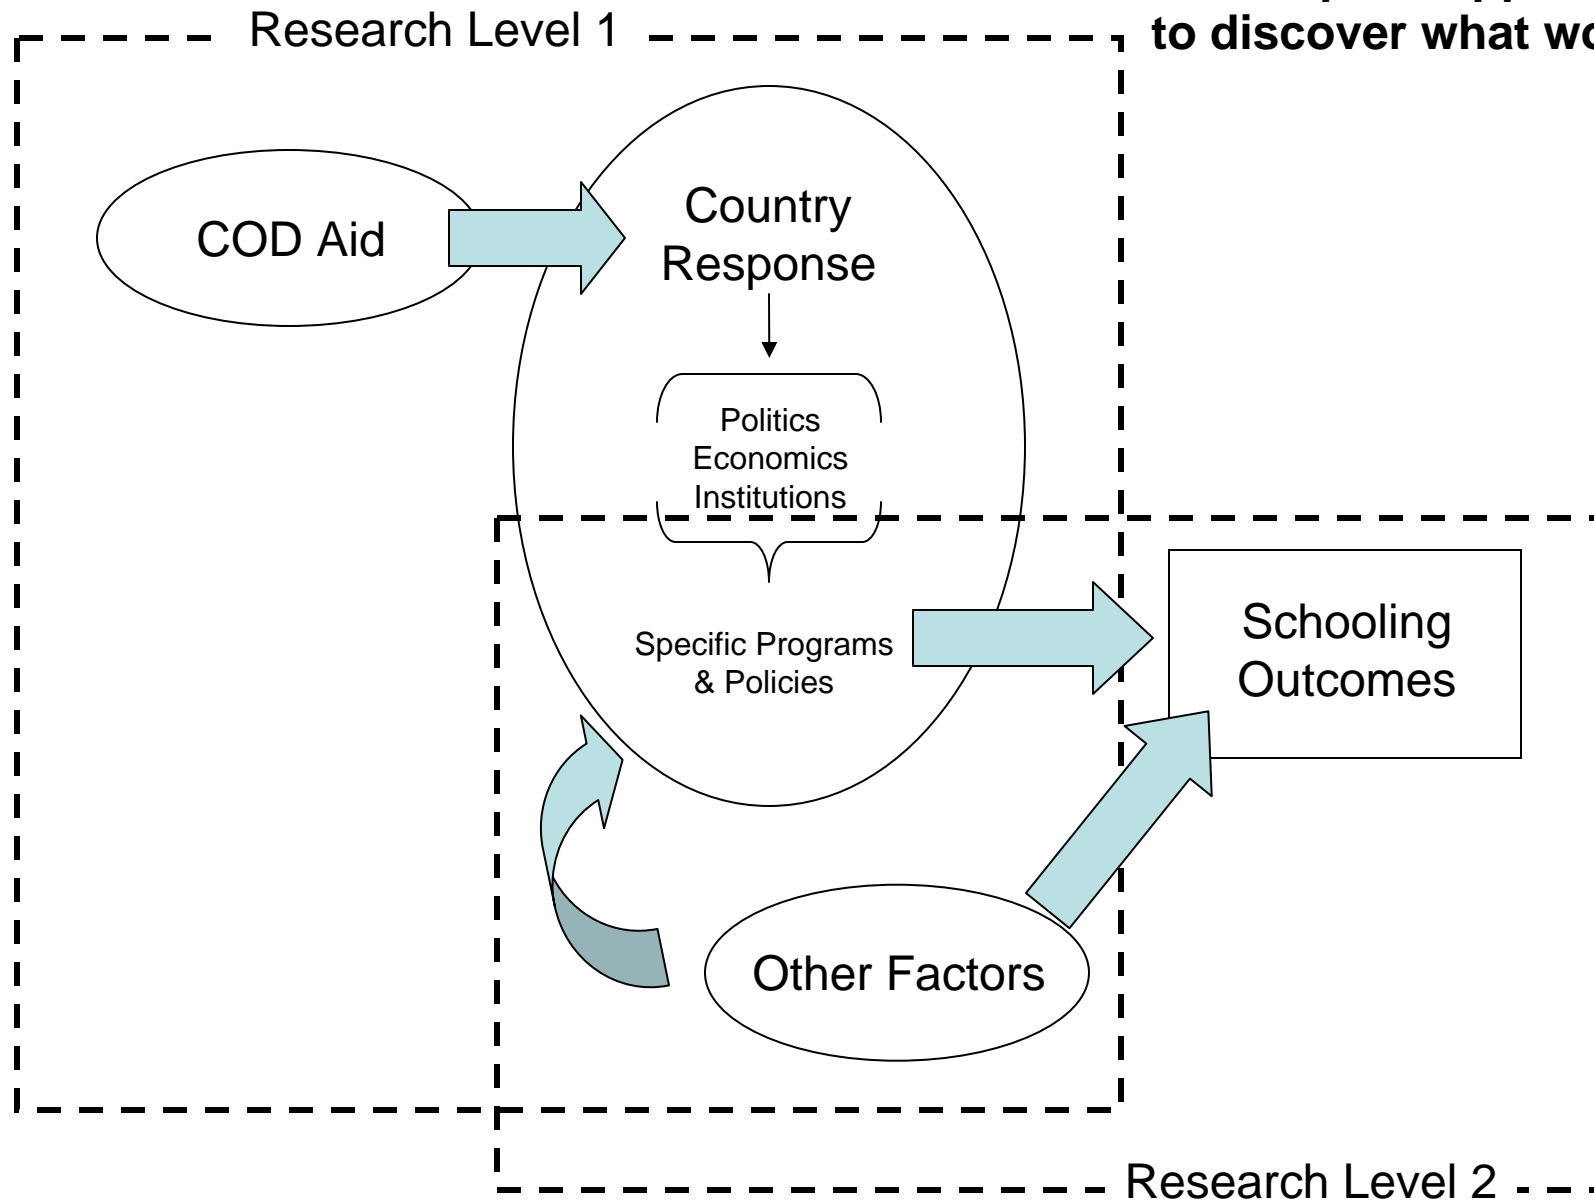 to discover what
Research Level 1
COD Aid
Country
Response
Politics
Economics
Institutions
Specific Programs
& Policies
Schooling
Outcomes
Other Factors
Research Level 2